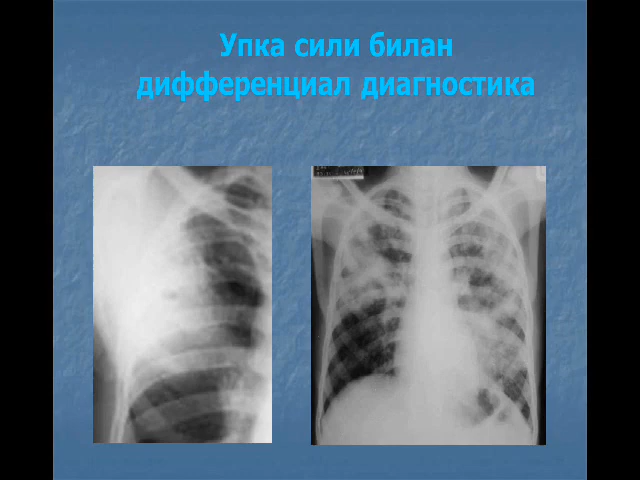 Упка сили билан
дифференциал диагностика